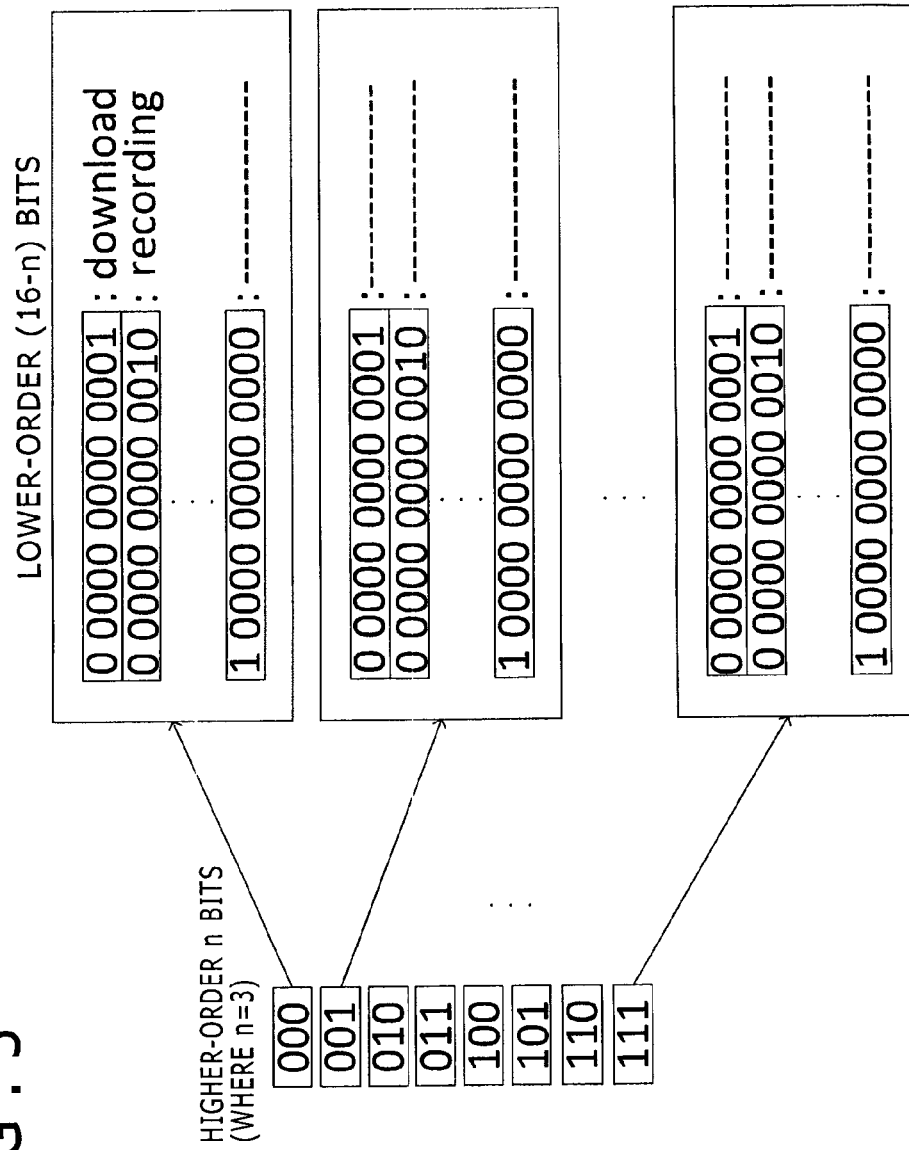 HIGHER-ORDER n BITS
(WHERE n=3)
000
001
010
011
100
101
110
111
. . .
LOWER-ORDER (16-n) BITS
0 0000 0000 0001 : download
0 0000 0000 0010 : recording
. . .
1 0000 0000 0000 : ------------
0 0000 0000 0001 : ------------
0 0000 0000 0010 : ------------
. . .
1 0000 0000 0000 : ------------
. . .
0 0000 0000 0001 : ------------
0 0000 0000 0010 : ------------
. . .
1 0000 0000 0000 : ------------